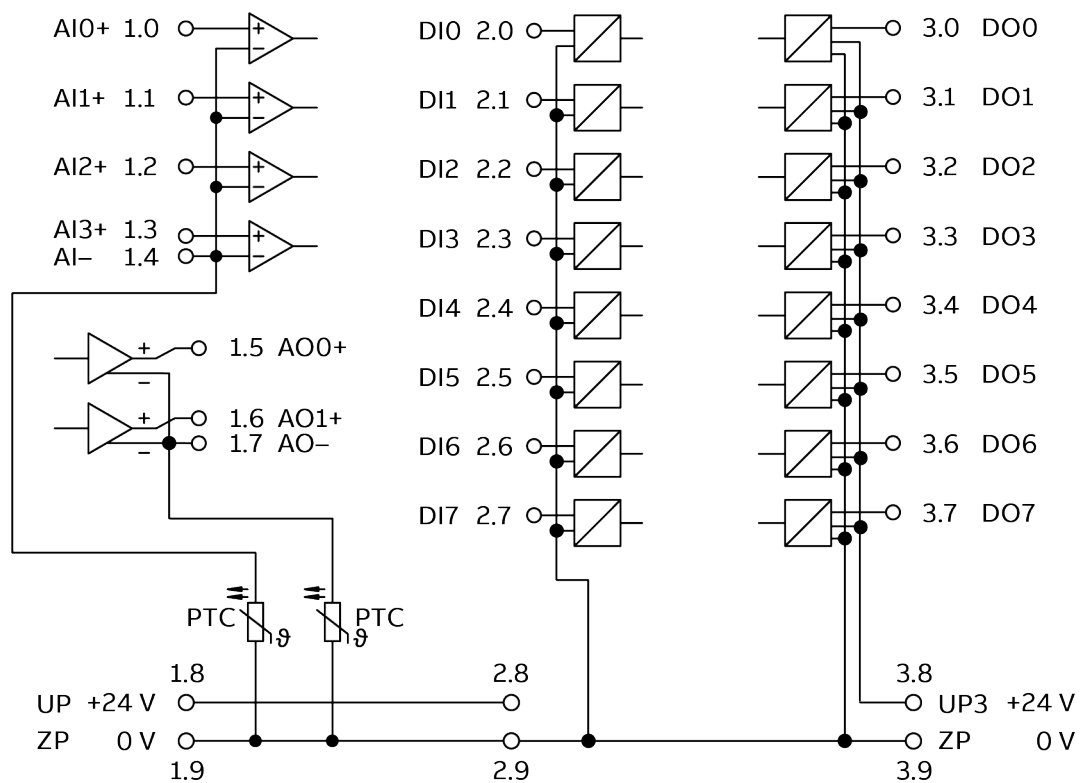 AI0+ 1.0
AI1+ 1.1
AI2+ 1.2
AI3+ 1.3
AI– 1.4
+
–
+
–
+
–
+
–
+
–
+
–
1.5 AO0+
1.6 AO1+
1.7 AO–
DI0 2.0
DI1 2.1
DI2 2.2
DI3 2.3
DI4 2.4
DI5 2.5
DI6 2.6
DI7 2.7
3.0 DO0
3.1 DO1
3.2 DO2
3.3 DO3
3.4 DO4
3.5 DO5
3.6 DO6
3.7 DO7
PTC ϑ
ϑ PTC
1.8 2.8 3.8
UP +24 V UP3 +24 V
ZP 0 V ZP 0 V
1.9 2.9 3.9